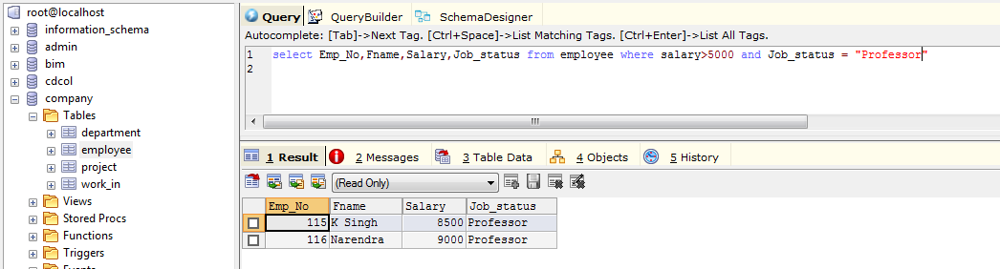 root@localhost
information_schema
admin
bim
cdcol
company
Tables
department
employee
project
work_in
Views
Stored Procs
Functions
Triggers
Query QueryBuilder SchemaDesigner
Autocomplete: [Tab]->Next Tag. [Ctrl+Space]->List Matching Tags. [Ctrl+Enter]->List All Tags.
1 select Emp_No,Fname,Salary,Job_status from employee where salary>5000 and Job_status = "Professor"
2
1 Result 2 Messages 3 Table Data 4 Objects 5 History
(Read Only)
Emp_No Fname Salary Job_status
115 K Singh 8500 Professor
116 Narendra 9000 Professor